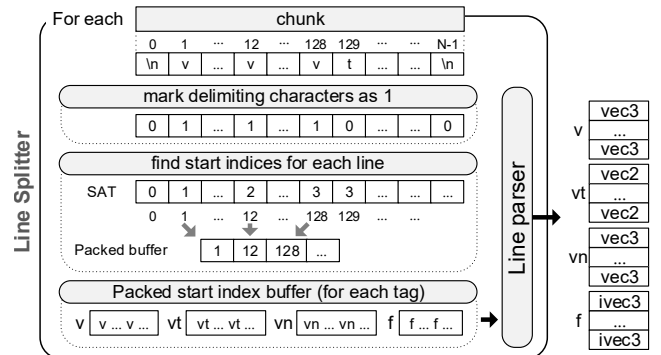 For each chunk
0 1 ... 12 ... 128 129 ... ... N-1
\n v ... v ... v t ... ... \n
mark delimiting characters as 1
0 1 ... 1 ... 1 0 ... ... 0
find start indices for each line
SAT 0 1 ... 2 ... 3 3 ... ... ...
0 1 ... 12 ... 128 129 ... ...
Packed buffer 1 12 128 ...
Packed start index buffer (for each tag)
v v ... v ... vt vt ... vt ... vn vn ... vn ... f f ... f ...
Line Splitter
Line parser
v
vec3
...
vec3
vt
vec2
...
vec2
vn
vec3
...
vec3
f
ivec3
...
ivec3